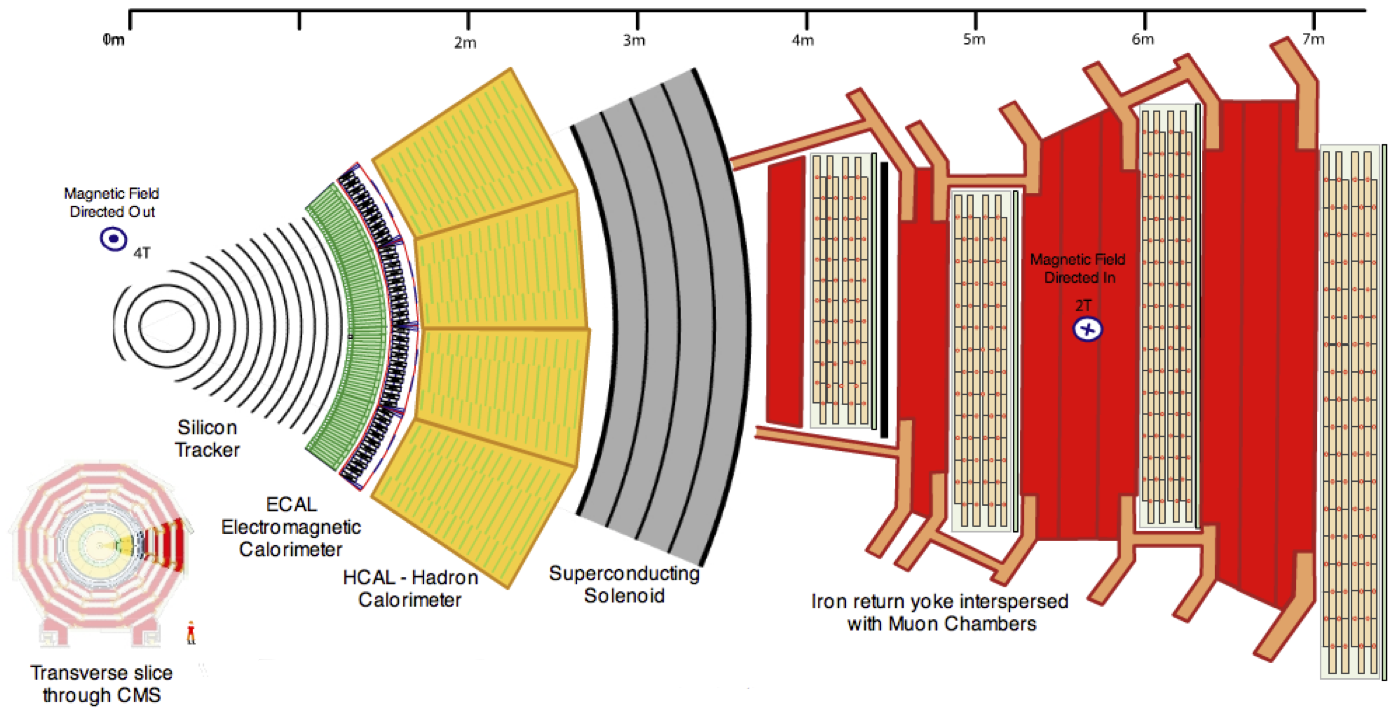 0m
2m
3m
4m
5m
6m
7m
Magnetic Field
Directed Out
4T
Magnetic Field
Directed In
2T
Silicon
Tracker
ECAL
Electromagnetic
Calorimeter
HCAL - Hadron
Calorimeter
Superconducting
Solenoid
Iron return yoke interspersed
with Muon Chambers
Transverse slice
through CMS